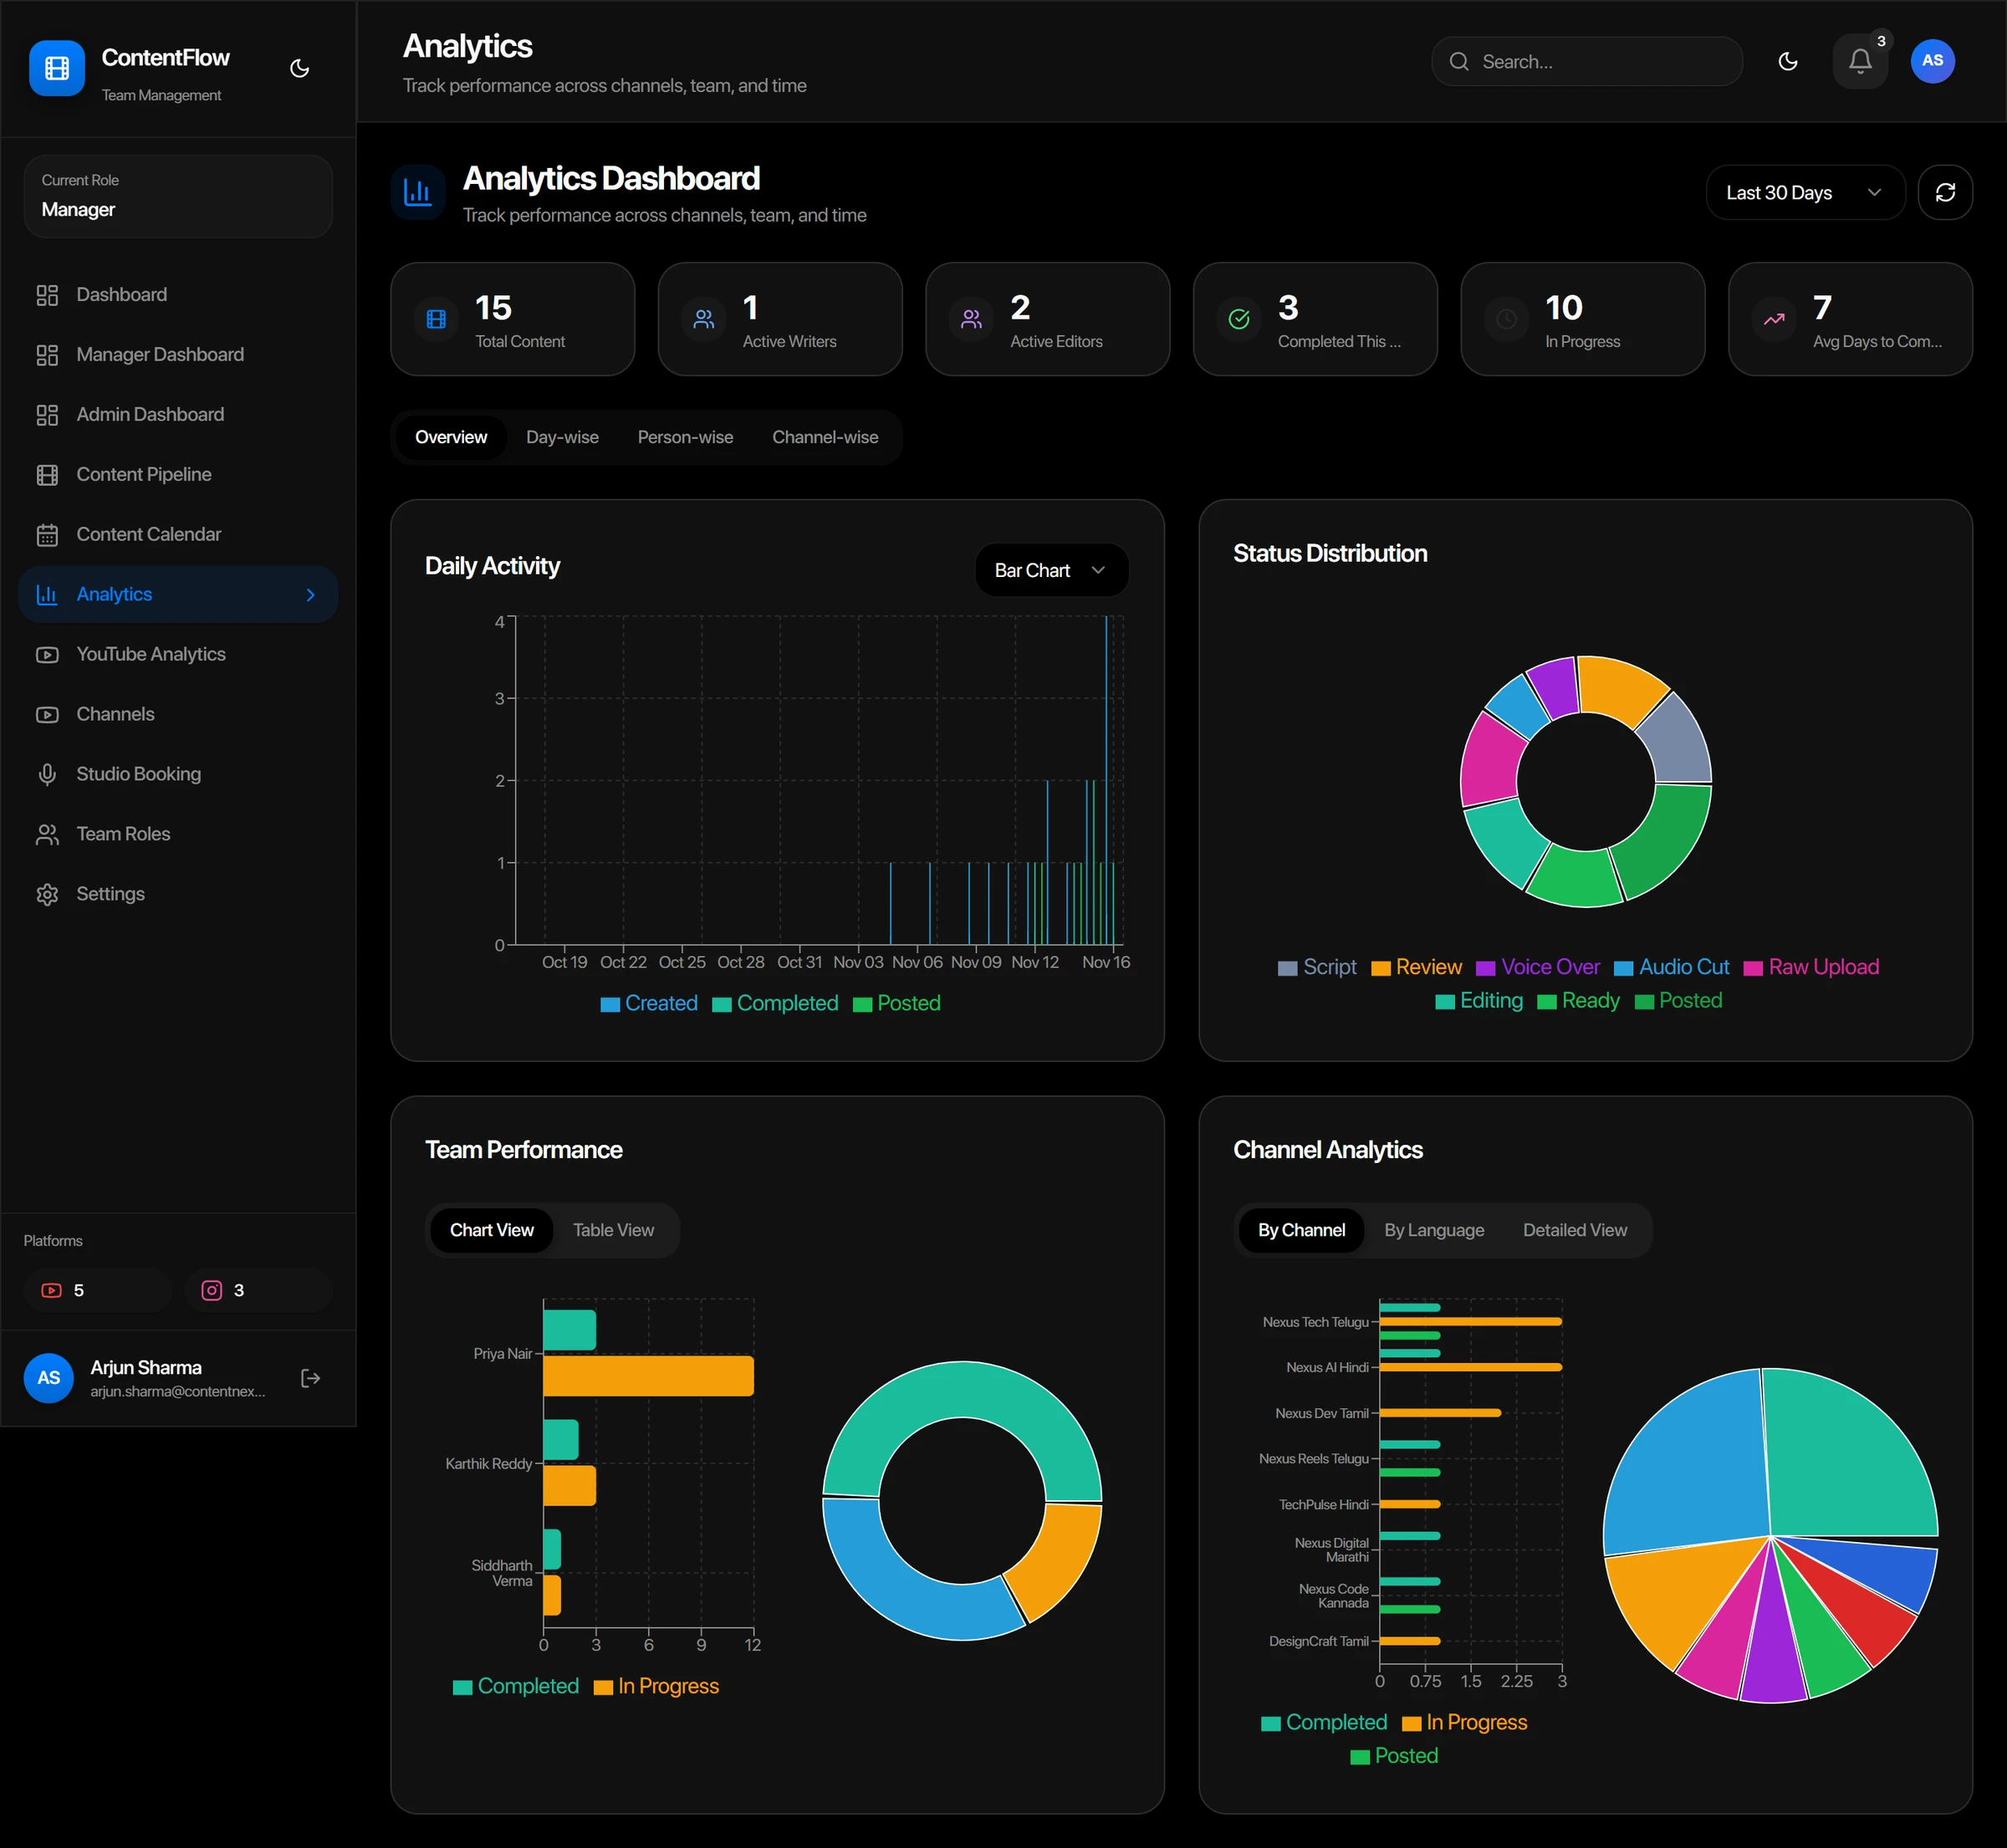 ContentFlow
Team Management
Current Role
Manager
Dashboard
Manager Dashboard
Admin Dashboard
Content Pipeline
Content Calendar
Analytics
YouTube Analytics
Channels
Studio Booking
Team Roles
Settings
Platforms
5
3
AS
Arjun Sharma
arjun.sharma@contentnex...
Analytics
Track performance across channels, team, and time
Search...
3
AS
Analytics Dashboard
Track performance across channels, team, and time
Last 30 Days
15
Total Content
1
Active Writers
2
Active Editors
3
Completed This ...
10
In Progress
7
Avg Days to Com...
Overview
Day-wise
Person-wise
Channel-wise
Daily Activity
Bar Chart
4
3
2
1
0
Oct 19 Oct 22 Oct 25 Oct 28 Oct 31 Nov 03 Nov 06 Nov 09 Nov 12 Nov 16
Created Completed Posted
Status Distribution
Script Review Voice Over Audio Cut Raw Upload
Editing Ready Posted
Team Performance
Chart View
Table View
Priya Nair
Karthik Reddy
Siddharth
Verma
0 3 6 9 12
Completed In Progress
Channel Analytics
By Channel
By Language
Detailed View
Nexus Tech Telugu
Nexus AI Hindi
Nexus Dev Tamil
Nexus Reels Telugu
TechPulse Hindi
Nexus Digital
Marathi
Nexus Code
Kannada
DesignCraft Tamil
0 0.75 1.5 2.25 3
Completed In Progress
Posted